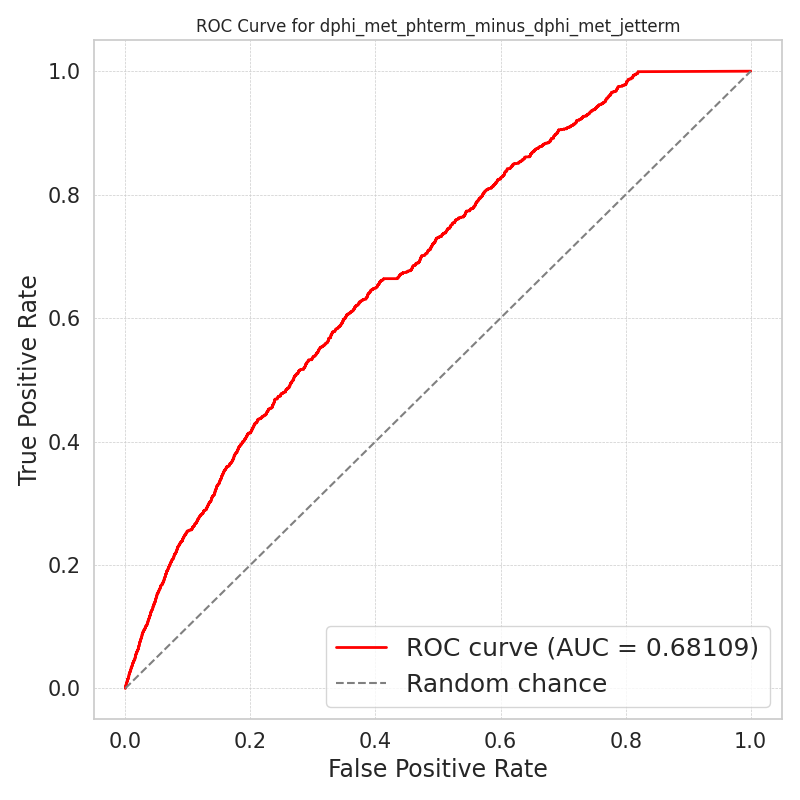 ROC Curve for dphi_met_phterm_minus_dphi_met_jetterm
True Positive Rate
1.0
0.8
0.6
0.4
0.2
0.0
ROC curve (AUC = 0.68109)
Random chance
0.0 0.2 0.4 0.6 0.8 1.0
False Positive Rate